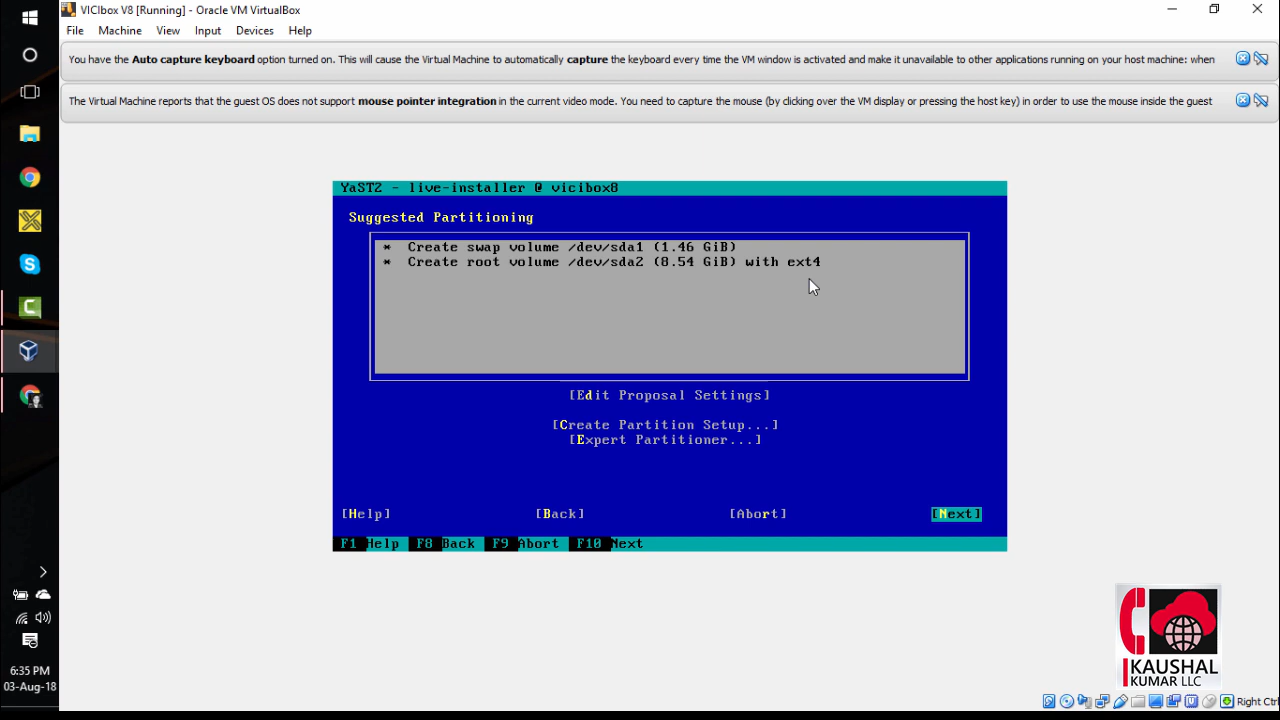 VICIbox V8 [Running] - Oracle VM VirtualBox
File Machine View Input Devices Help
You have the Auto capture keyboard option turned on. This will cause the Virtual Machine to automatically capture the keyboard every time the VM window is activated and make it unavailable to other applications running on your host machine: when
The Virtual Machine reports that the guest OS does not support mouse pointer integration in the current video mode. You need to capture the mouse (by clicking over the VM display or pressing the host key) in order to use the mouse inside the guest
YaST2 - live-installer @ vicibox8
Suggested Partitioning
* Create swap volume /dev/sda1 (1.46 GiB)
* Create root volume /dev/sda2 (8.54 GiB) with ext4
[Edit Proposal Settings]
[Create Partition Setup...]
[Expert Partitioner...]
[Help] [Back] [Abort] [Next]
F1 Help F8 Back F9 Abort F10 Next
KAUSHAL
KUMAR LLC
6:35 PM
03-Aug-18
Right Ctrl